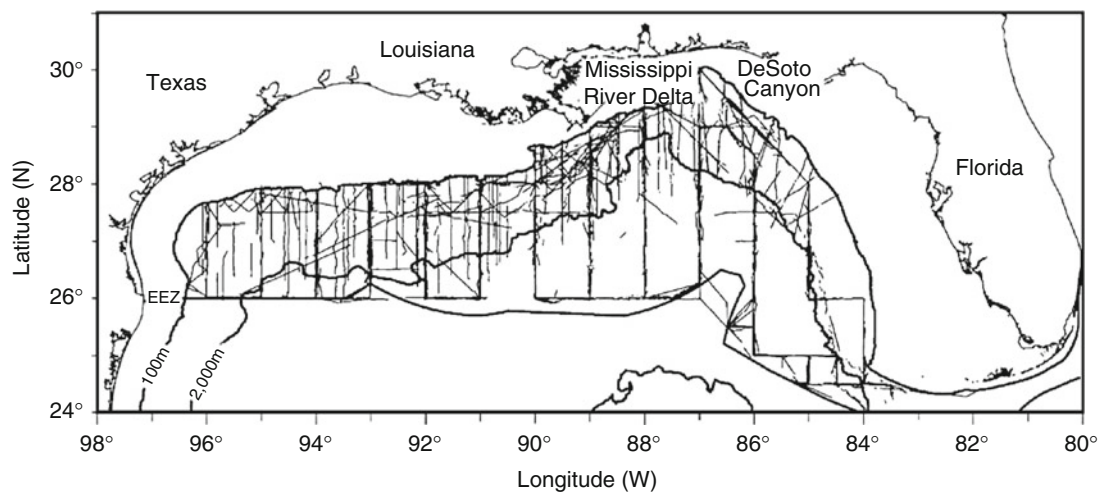 Louisiana
Texas
Mississippi
River Delta
DeSoto
Canyon
Florida
EEZ
100m
2,000m
Latitude (N)
30°
28°
26°
24°
98°
96°
94°
92°
90°
88°
86°
84°
82°
80°
Longitude (W)